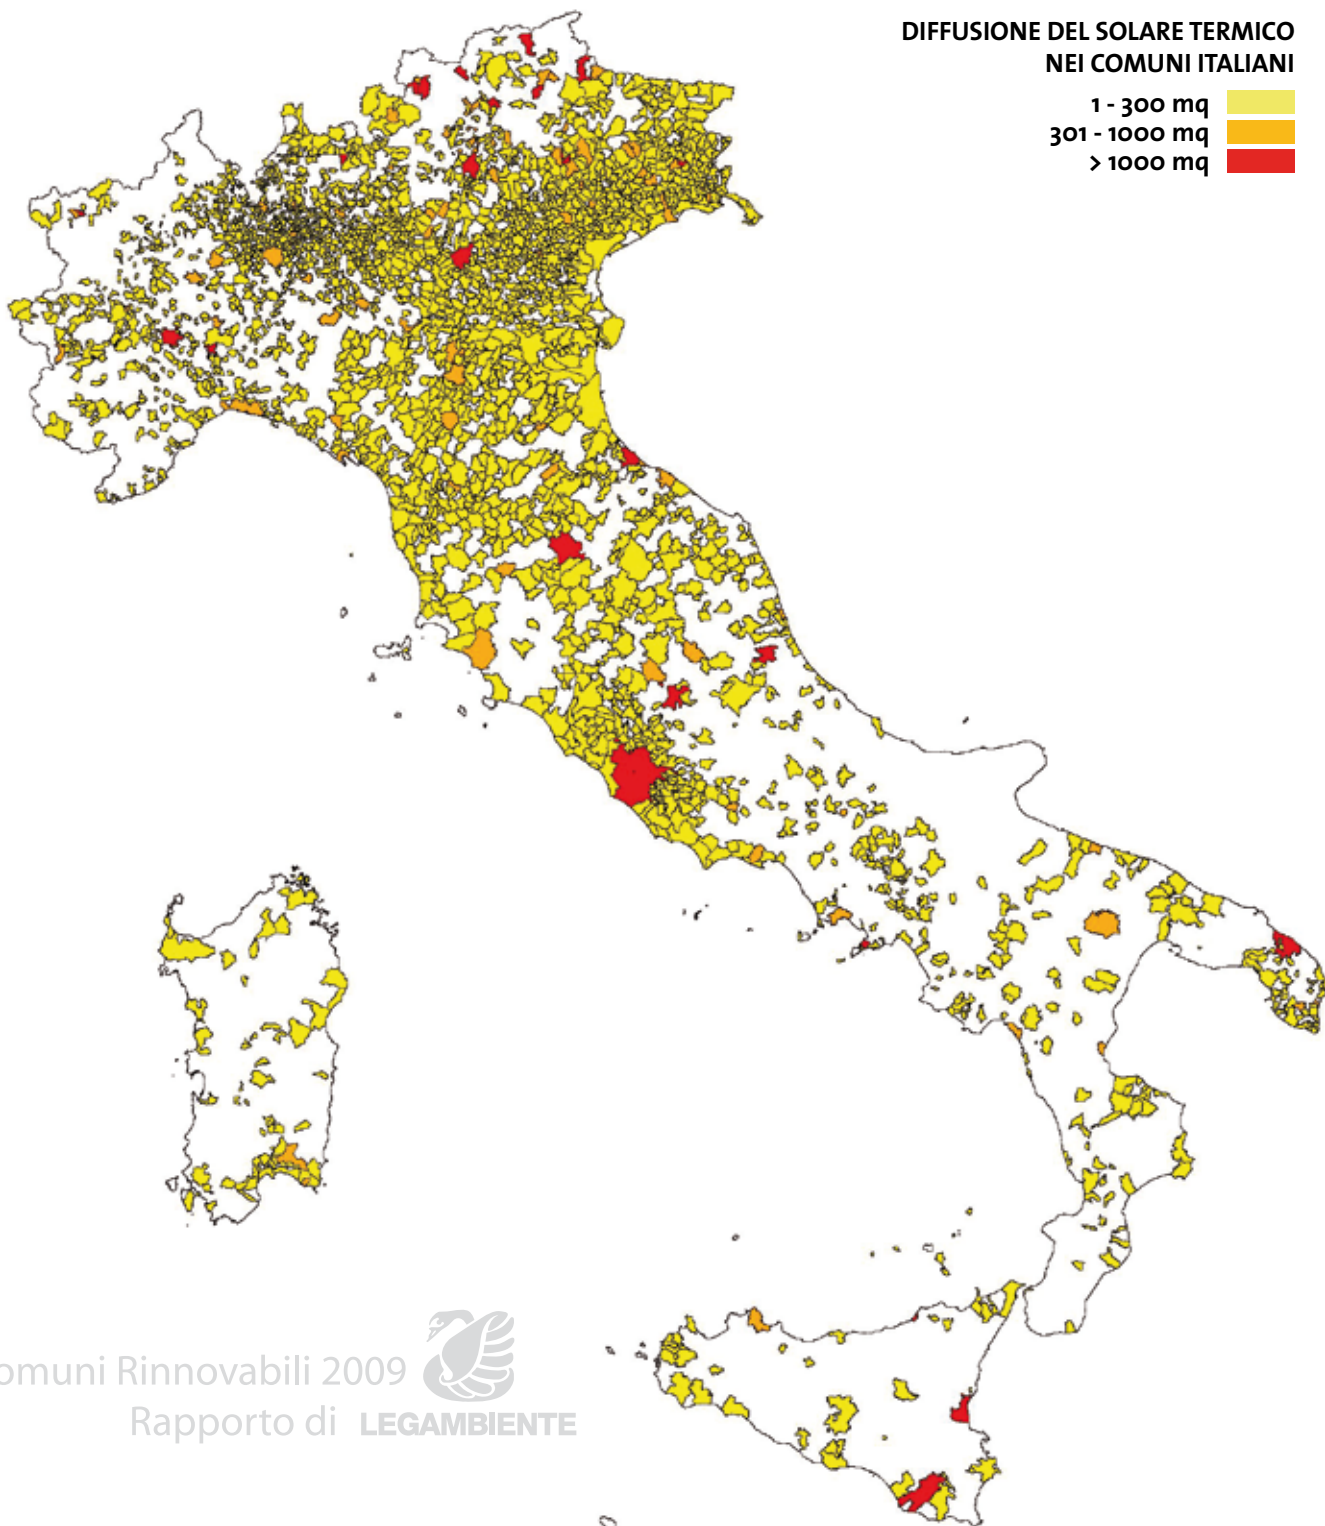 DIFFUSIONE DEL SOLARE TERMICO
NEI COMUNI ITALIANI
1 - 300 mq
301 - 1000 mq
> 1000 mq
omuni Rinnovabili 2009
Rapporto di LEGAMBIENTE